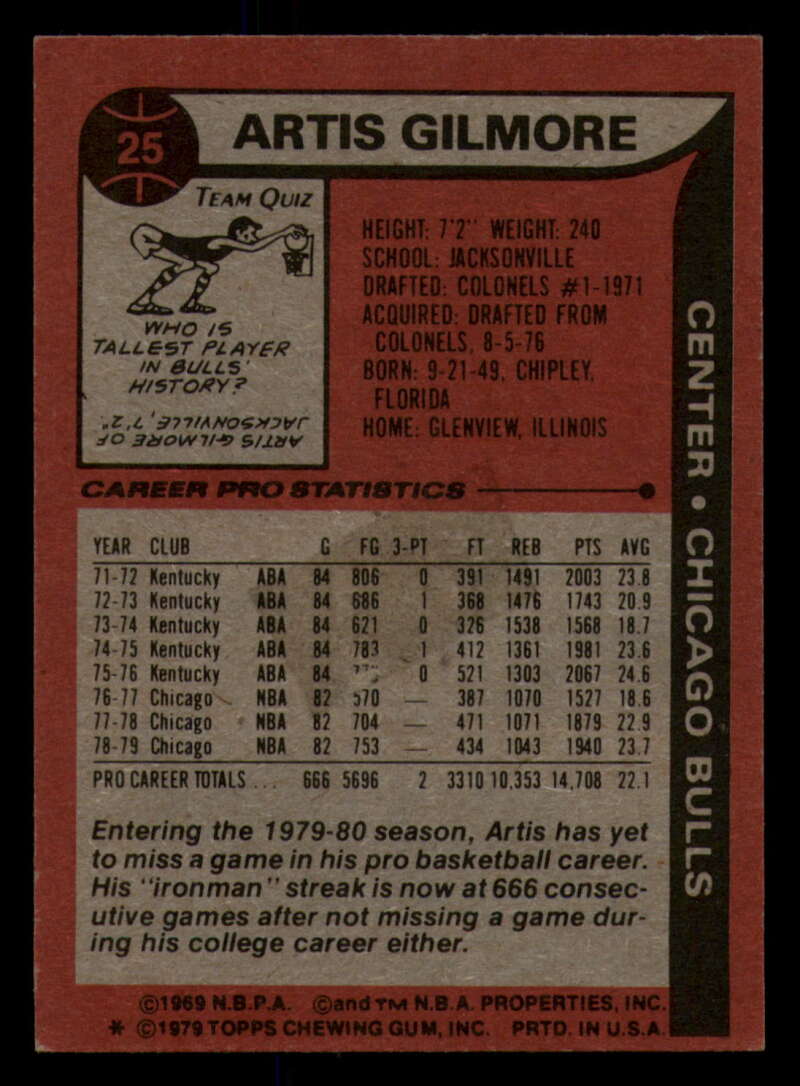 25
ARTIS GILMORE
TEAM QUIZ
WHO IS
TALLEST PLAYER
IN BULLS'
HISTORY?
ARTIS GILMORE OF
JACKSONVILLE, 7'2".
HEIGHT: 7'2" WEIGHT: 240
SCHOOL: JACKSONVILLE
DRAFTED: COLONELS #1-1971
ACQUIRED: DRAFTED FROM
COLONELS, 8-5-76
BORN: 9-21-49, CHIPLEY,
FLORIDA
HOME: GLENVIEW, ILLINOIS
CENTER • CHICAGO BULLS
CAREER PRO STATISTICS
YEAR CLUB G FG 3-PT FT REB PTS AVG
71-72 Kentucky ABA 84 806 0 391 1491 2003 23.8
72-73 Kentucky ABA 84 686 1 368 1476 1743 20.9
73-74 Kentucky ABA 84 621 0 326 1538 1568 18.7
74-75 Kentucky ABA 84 783 1 412 1361 1981 23.6
75-76 Kentucky ABA 84 0 521 1303 2067 24.6
76-77 Chicago NBA 82 570 — 387 1070 1527 18.6
77-78 Chicago NBA 82 704 — 471 1071 1879 22.9
78-79 Chicago NBA 82 753 — 434 1043 1940 23.7
PRO CAREER TOTALS ... 666 5696 2 3310 10,353 14,708 22.1
Entering the 1979-80 season, Artis has yet
to miss a game in his pro basketball career.
His "ironman" streak is now at 666 consec-
utive games after not missing a game dur-
ing his college career either.
©1969 N.B.P.A. ©and TM N.B.A. PROPERTIES, INC.
* ©1979 TOPPS CHEWING GUM, INC. PRTD. IN U.S.A.